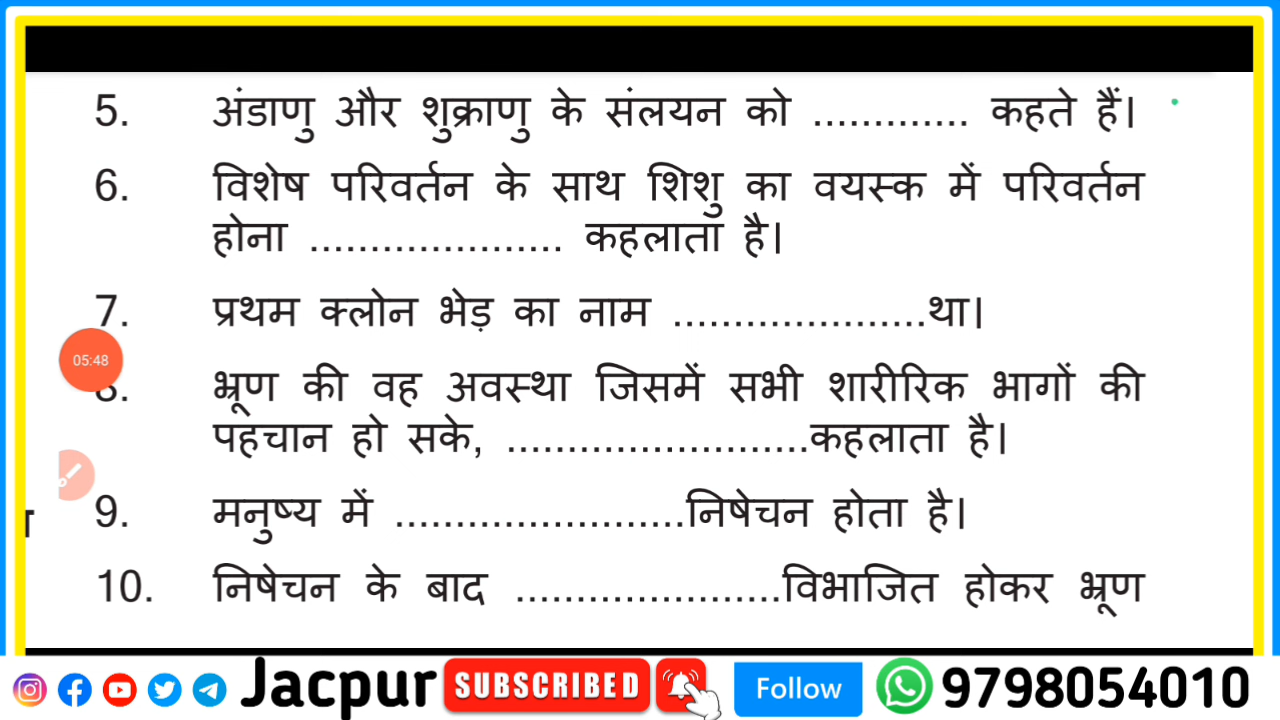 5. अंडाणु और शुक्राणु के संलयन को ............. कहते हैं।
6. विशेष परिवर्तन के साथ शिशु का वयस्क में परिवर्तन
होना ..................... कहलाता है।
7. प्रथम क्लोन भेड़ का नाम .....................था।
05:48
8. भ्रूण की वह अवस्था जिसमें सभी शारीरिक भागों की
पहचान हो सके, .........................कहलाता है।
9. मनुष्य में ........................निषेचन होता है।
10. निषेचन के बाद ......................विभाजित होकर भ्रूण
Jacpur SUBSCRIBED Follow 9798054010